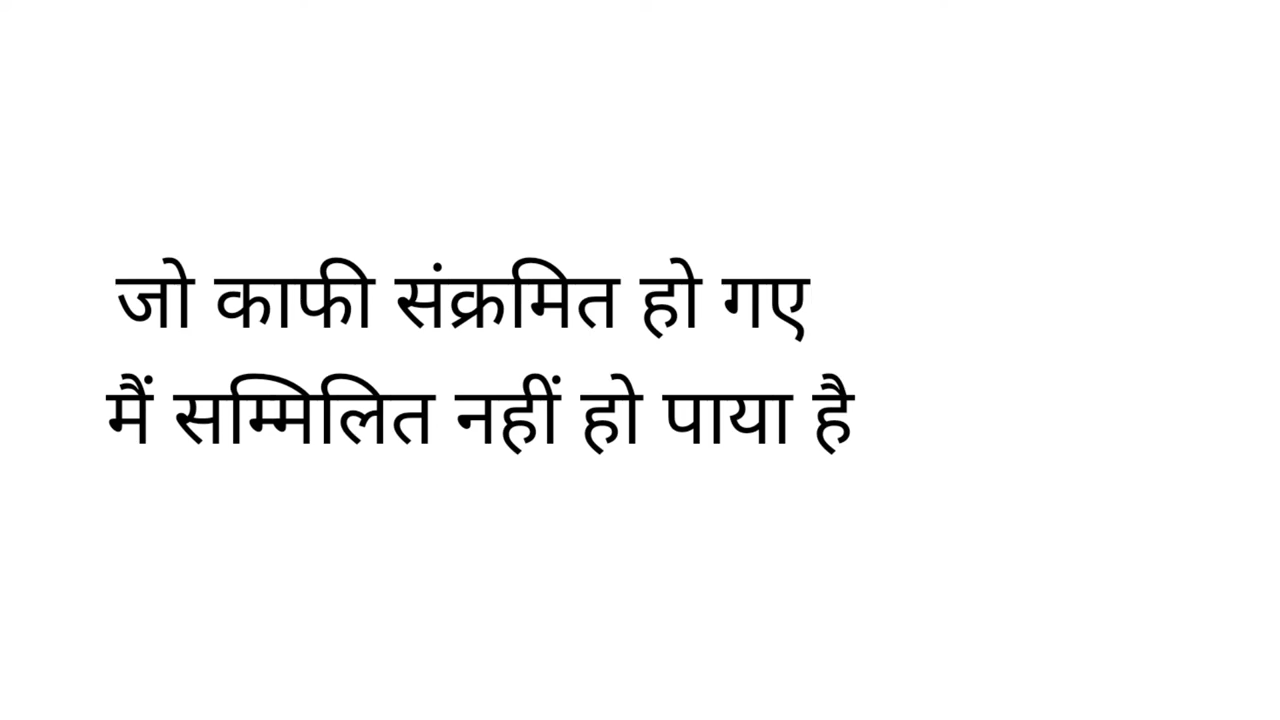 जो काफी संक्रमित हो गए
मैं सम्मिलित नहीं हो पाया है